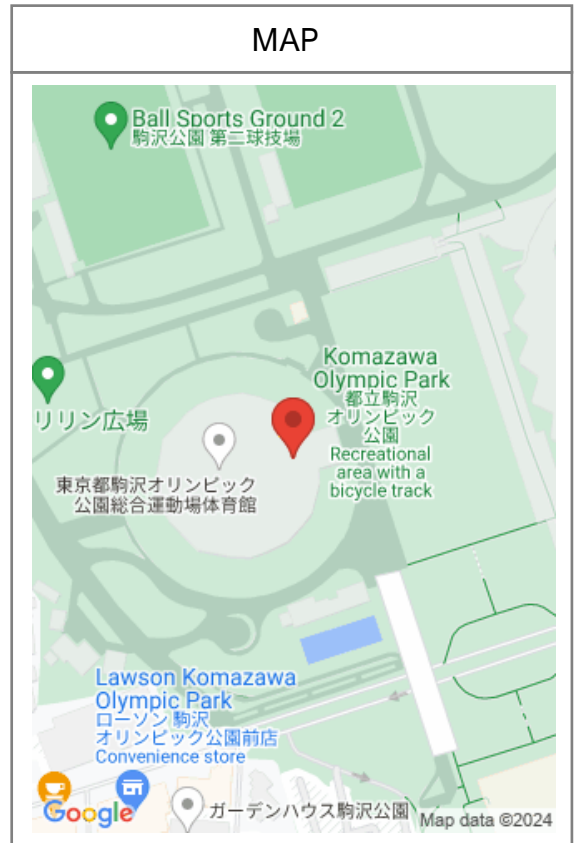 MAP
Ball Sports Ground 2
駒沢公園 第二球技場
Komazawa
Olympic Park
都立駒沢
オリンピック
公園
Recreational
area with a
bicycle track
リリン広場
東京都駒沢オリンピック
公園総合運動場体育館
Lawson Komazawa
Olympic Park
ローソン 駒沢
オリンピック公園前店
Convenience store
Google
ガーデンハウス駒沢公園
Map data ©2024